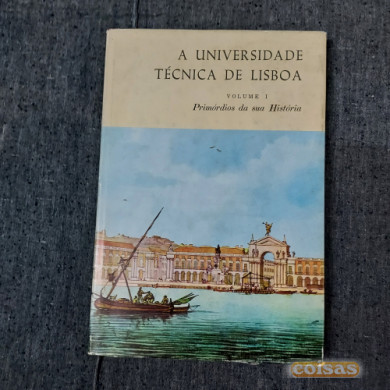 A UNIVERSIDADE
TÉCNICA DE LISBOA
VOLUME I
Primórdios da sua História
coisas